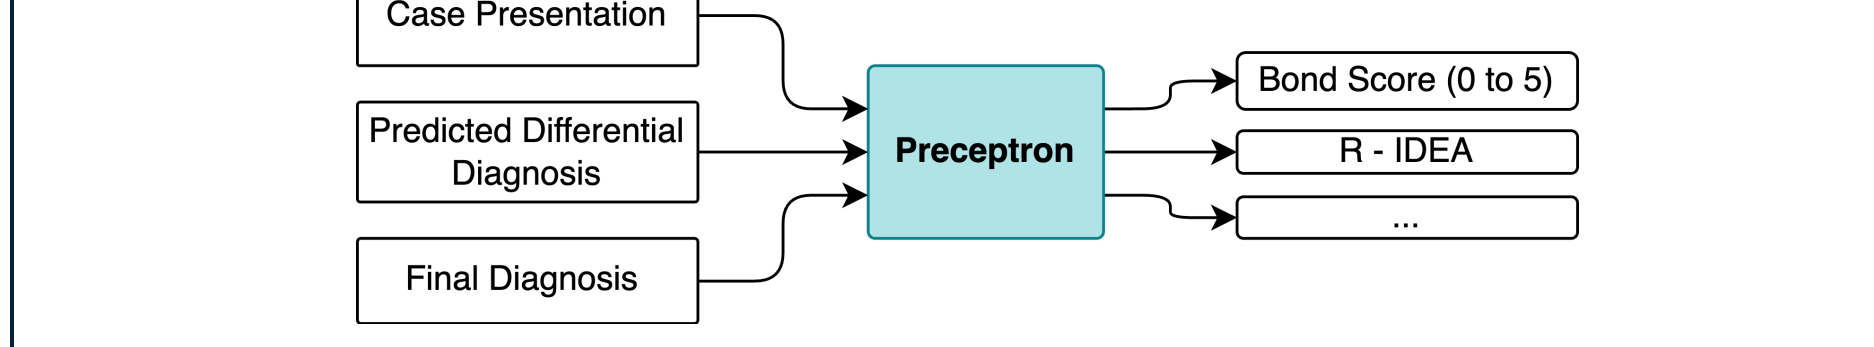 Case Presentation
Predicted Differential
Diagnosis
Final Diagnosis
Preceptron
Bond Score (0 to 5)
R - IDEA
...